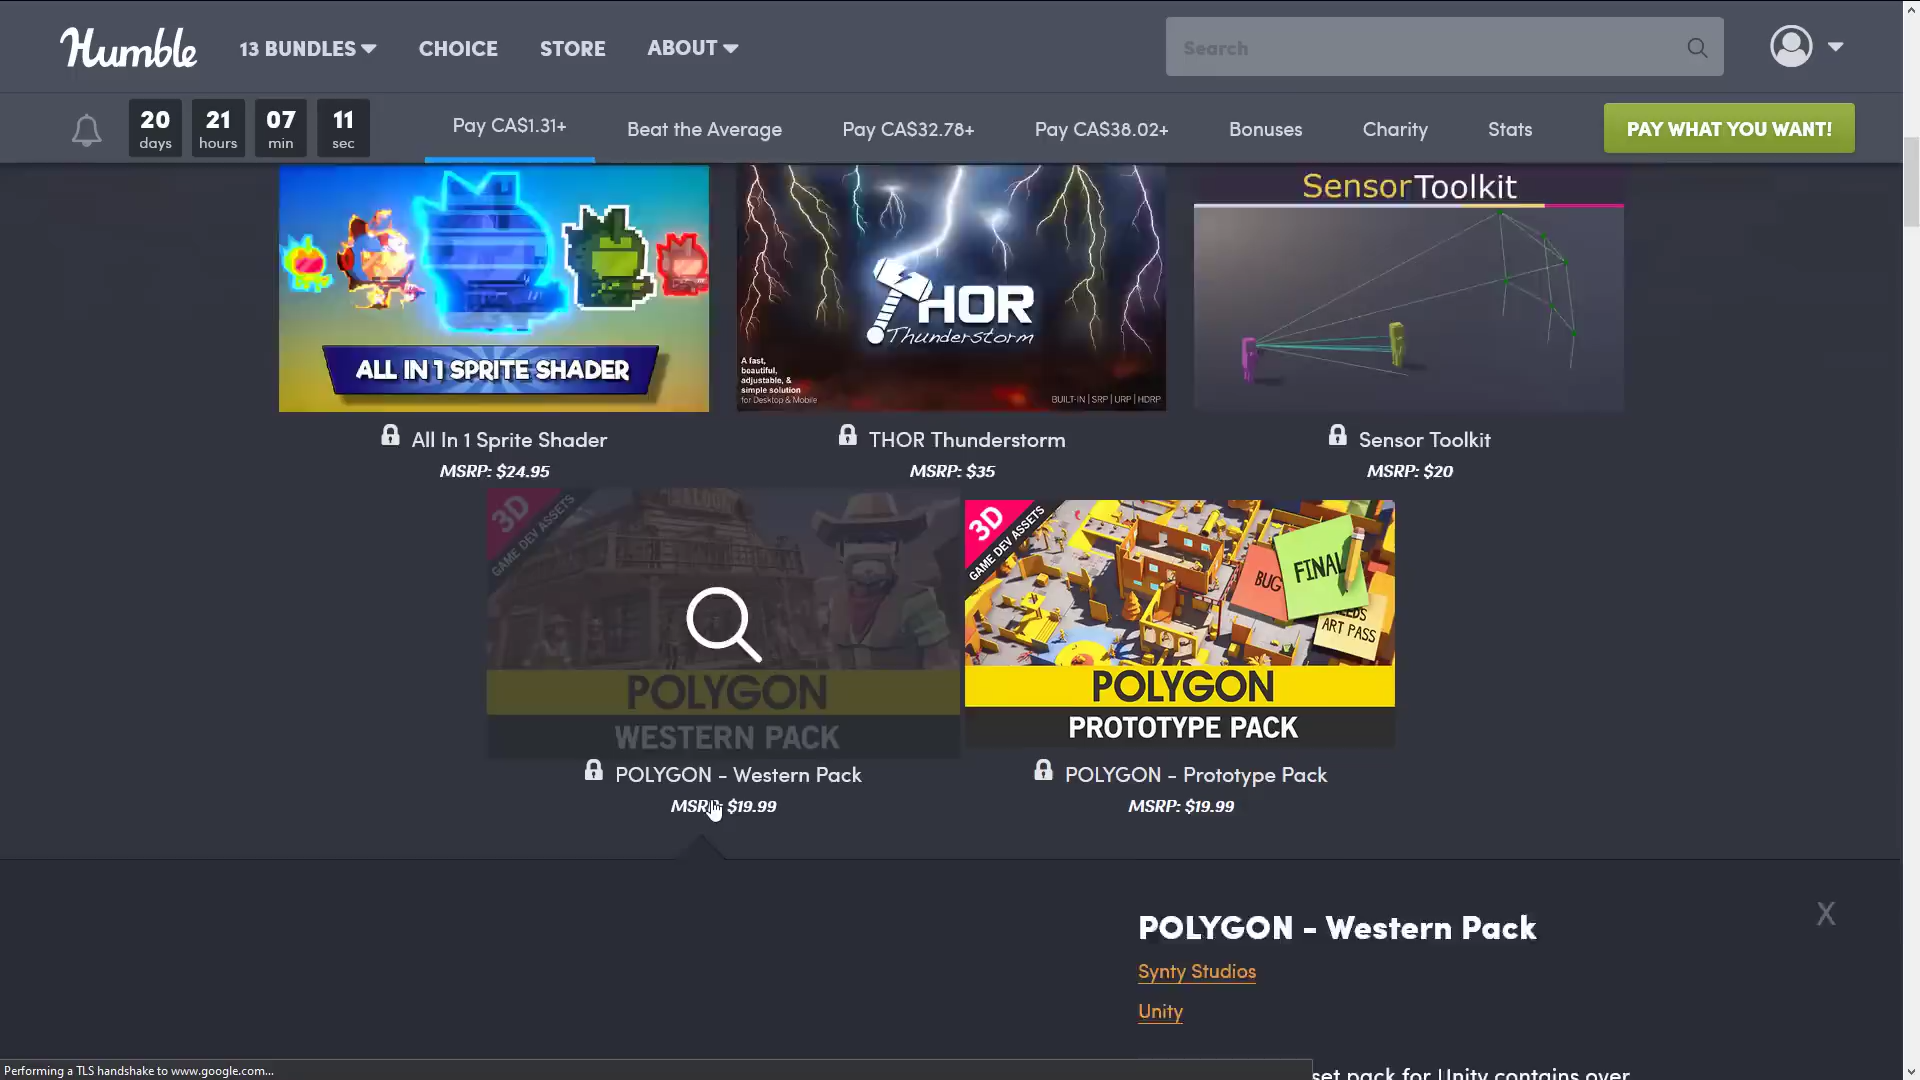 Humble
13 BUNDLES
CHOICE
STORE
ABOUT
Search
20 days
21 hours
07 min
11 sec
Pay CA$1.31+
Beat the Average
Pay CA$32.78+
Pay CA$38.02+
Bonuses
Charity
Stats
PAY WHAT YOU WANT!
ALL IN 1 SPRITE SHADER
THOR
Thunderstorm
A fast,
beautiful,
adjustable, &
simple solution
for Desktop & Mobile
BUILT-IN | SRP | URP | HDRP
SensorToolkit
All In 1 Sprite Shader
MSRP: $24.95
THOR Thunderstorm
MSRP: $35
Sensor Toolkit
MSRP: $20
3D
GAME DEV ASSETS
POLYGON
WESTERN PACK
3D
GAME DEV ASSETS
BUG
FINAL
ART PASS
POLYGON
PROTOTYPE PACK
POLYGON - Western Pack
MSRP: $19.99
POLYGON - Prototype Pack
MSRP: $19.99
X
POLYGON - Western Pack
Synty Studios
Unity
set pack for Unity contains over
Performing a TLS handshake to www.google.com...